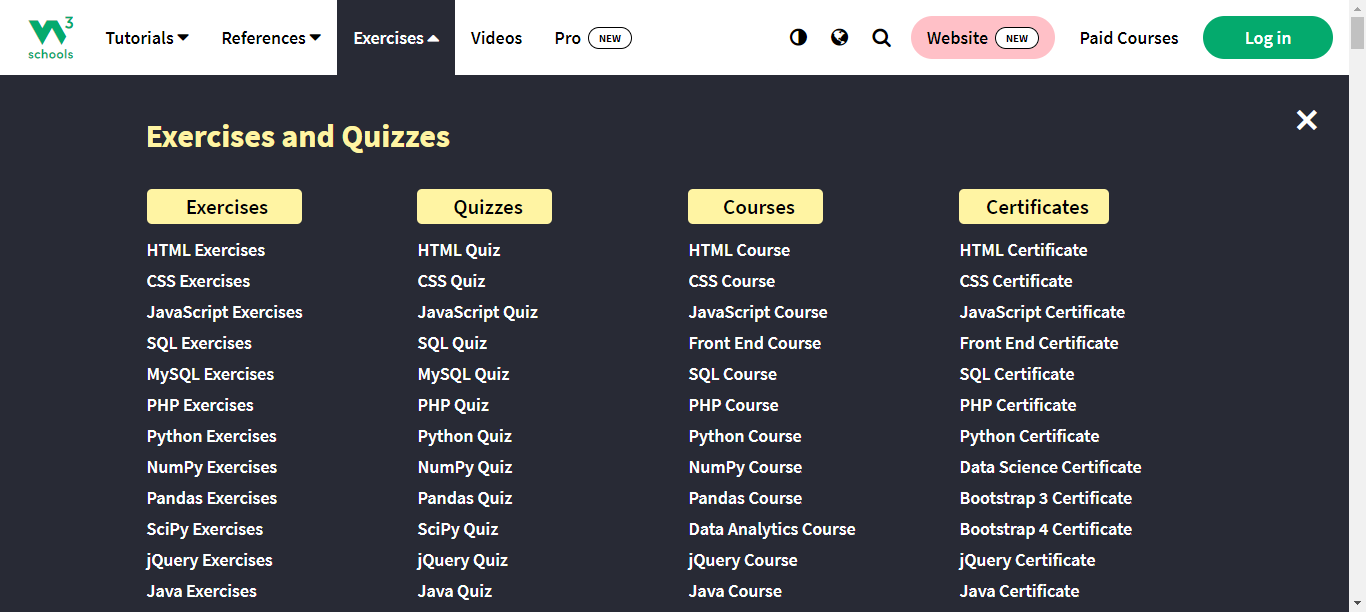 W3 schools
Tutorials
References
Exercises
Videos
Pro NEW
Website NEW
Paid Courses
Log in
Exercises and Quizzes
Exercises
HTML Exercises
CSS Exercises
JavaScript Exercises
SQL Exercises
MySQL Exercises
PHP Exercises
Python Exercises
NumPy Exercises
Pandas Exercises
SciPy Exercises
jQuery Exercises
Java Exercises
Quizzes
HTML Quiz
CSS Quiz
JavaScript Quiz
SQL Quiz
MySQL Quiz
PHP Quiz
Python Quiz
NumPy Quiz
Pandas Quiz
SciPy Quiz
jQuery Quiz
Java Quiz
Courses
HTML Course
CSS Course
JavaScript Course
Front End Course
SQL Course
PHP Course
Python Course
NumPy Course
Pandas Course
Data Analytics Course
jQuery Course
Java Course
Certificates
HTML Certificate
CSS Certificate
JavaScript Certificate
Front End Certificate
SQL Certificate
PHP Certificate
Python Certificate
Data Science Certificate
Bootstrap 3 Certificate
Bootstrap 4 Certificate
jQuery Certificate
Java Certificate